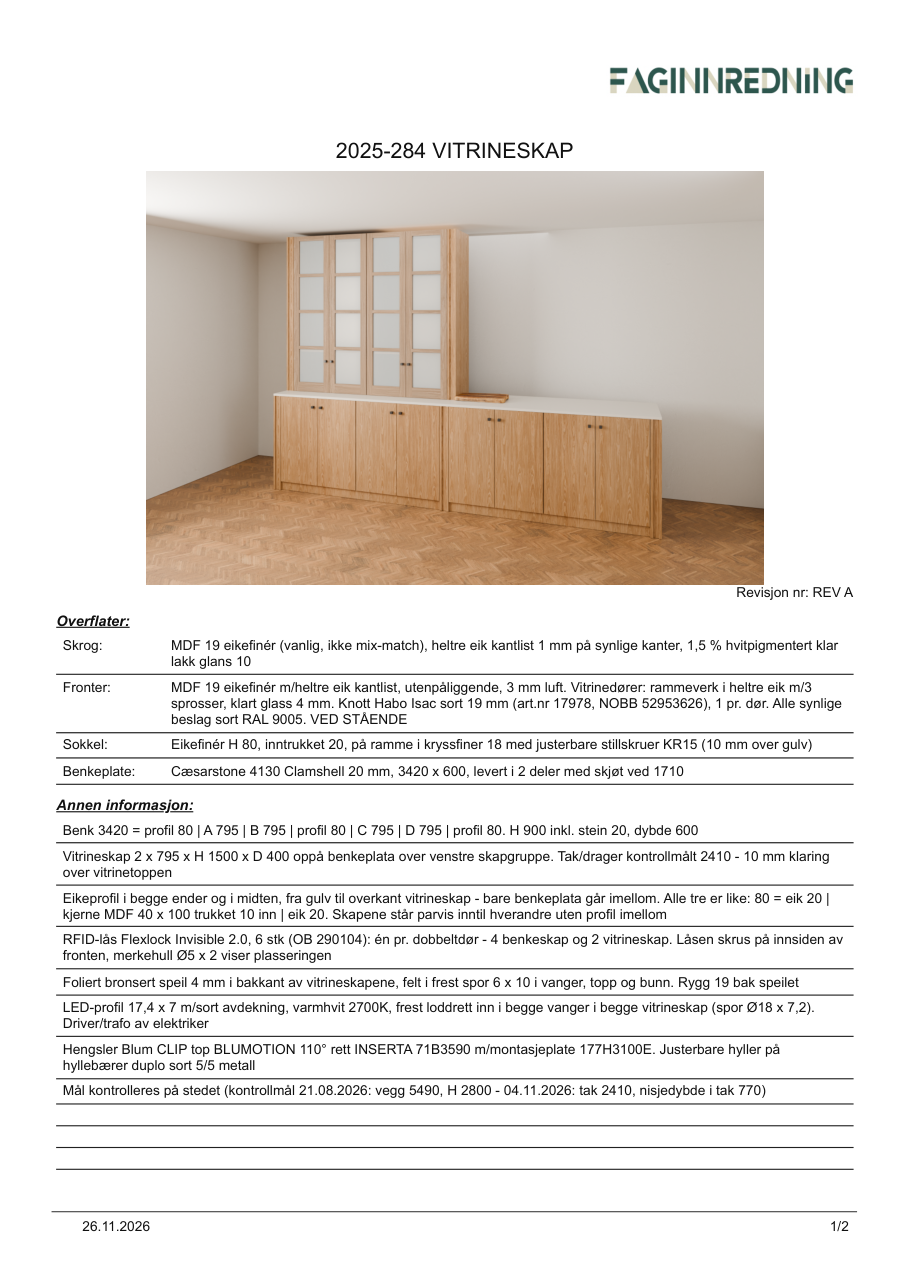 FAGINNREDNING
2025-284 VITRINESKAP
Revisjon nr: REV A
Overflater:
Skrog: MDF 19 eikefinér (vanlig, ikke mix-match), heltre eik kantlist 1 mm på synlige kanter, 1,5 % hvitpigmentert klar
lakk glans 10
Fronter: MDF 19 eikefinér m/heltre eik kantlist, utenpåliggende, 3 mm luft. Vitrinedører: rammeverk i heltre eik m/3
sprosser, klart glass 4 mm. Knott Habo Isac sort 19 mm (art.nr 17978, NOBB 52953626), 1 pr. dør. Alle synlige
beslag sort RAL 9005. VED STÅENDE
Sokkel: Eikefinér H 80, inntrukket 20, på ramme i kryssfiner 18 med justerbare stillskruer KR15 (10 mm over gulv)
Benkeplate: Cæsarstone 4130 Clamshell 20 mm, 3420 x 600, levert i 2 deler med skjøt ved 1710
Annen informasjon:
Benk 3420 = profil 80 | A 795 | B 795 | profil 80 | C 795 | D 795 | profil 80. H 900 inkl. stein 20, dybde 600
Vitrineskap 2 x 795 x H 1500 x D 400 oppå benkeplata over venstre skapgruppe. Tak/drager kontrollmålt 2410 - 10 mm klaring
over vitrinetoppen
Eikeprofil i begge ender og i midten, fra gulv til overkant vitrineskap - bare benkeplata går imellom. Alle tre er like: 80 = eik 20 |
kjerne MDF 40 x 100 trukket 10 inn | eik 20. Skapene står parvis inntil hverandre uten profil imellom
RFID-lås Flexlock Invisible 2.0, 6 stk (OB 290104): én pr. dobbeltdør - 4 benkeskap og 2 vitrineskap. Låsen skrus på innsiden av
fronten, merkehull Ø5 x 2 viser plasseringen
Foliert bronsert speil 4 mm i bakkant av vitrineskapene, felt i frest spor 6 x 10 i vanger, topp og bunn. Rygg 19 bak speilet
LED-profil 17,4 x 7 m/sort avdekning, varmhvit 2700K, frest loddrett inn i begge vanger i begge vitrineskap (spor Ø18 x 7,2).
Driver/trafo av elektriker
Hengsler Blum CLIP top BLUMOTION 110° rett INSERTA 71B3590 m/montasjeplate 177H3100E. Justerbare hyller på
hyllebærer duplo sort 5/5 metall
Mål kontrolleres på stedet (kontrollmål 21.08.2026: vegg 5490, H 2800 - 04.11.2026: tak 2410, nisjedybde i tak 770)
26.11.2026 1/2